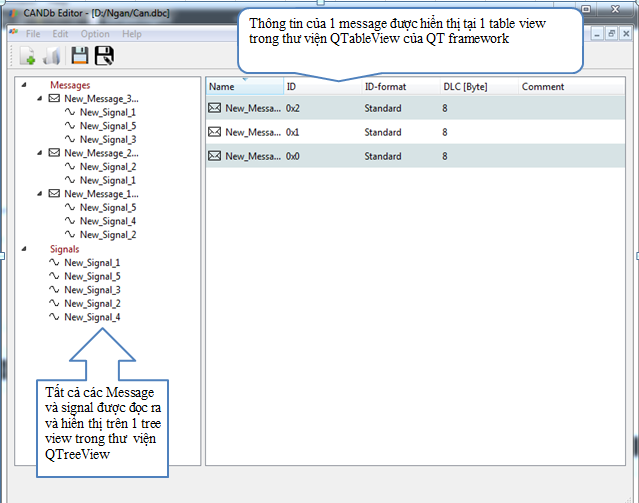 CANDb Editor - [D:/Ngan/Can.dbc]
Thông tin của 1 message được hiển thị tại 1 table view
trong thư viện QTableView của QT framework
File Edit Option Help
Messages
New_Message_3...
New_Signal_1
New_Signal_5
New_Signal_3
New_Message_2...
New_Signal_2
New_Signal_1
New_Message_1...
New_Signal_5
New_Signal_4
New_Signal_2
Signals
New_Signal_1
New_Signal_5
New_Signal_3
New_Signal_2
New_Signal_4
Name ID ID-format DLC [Byte] Comment
New_Messa... 0x2 Standard 8
New_Messa... 0x1 Standard 8
New_Messa... 0x0 Standard 8
Tất cả các Message
và signal được đọc ra
và hiển thị trên 1 tree
view trong thư viện
QTreeView